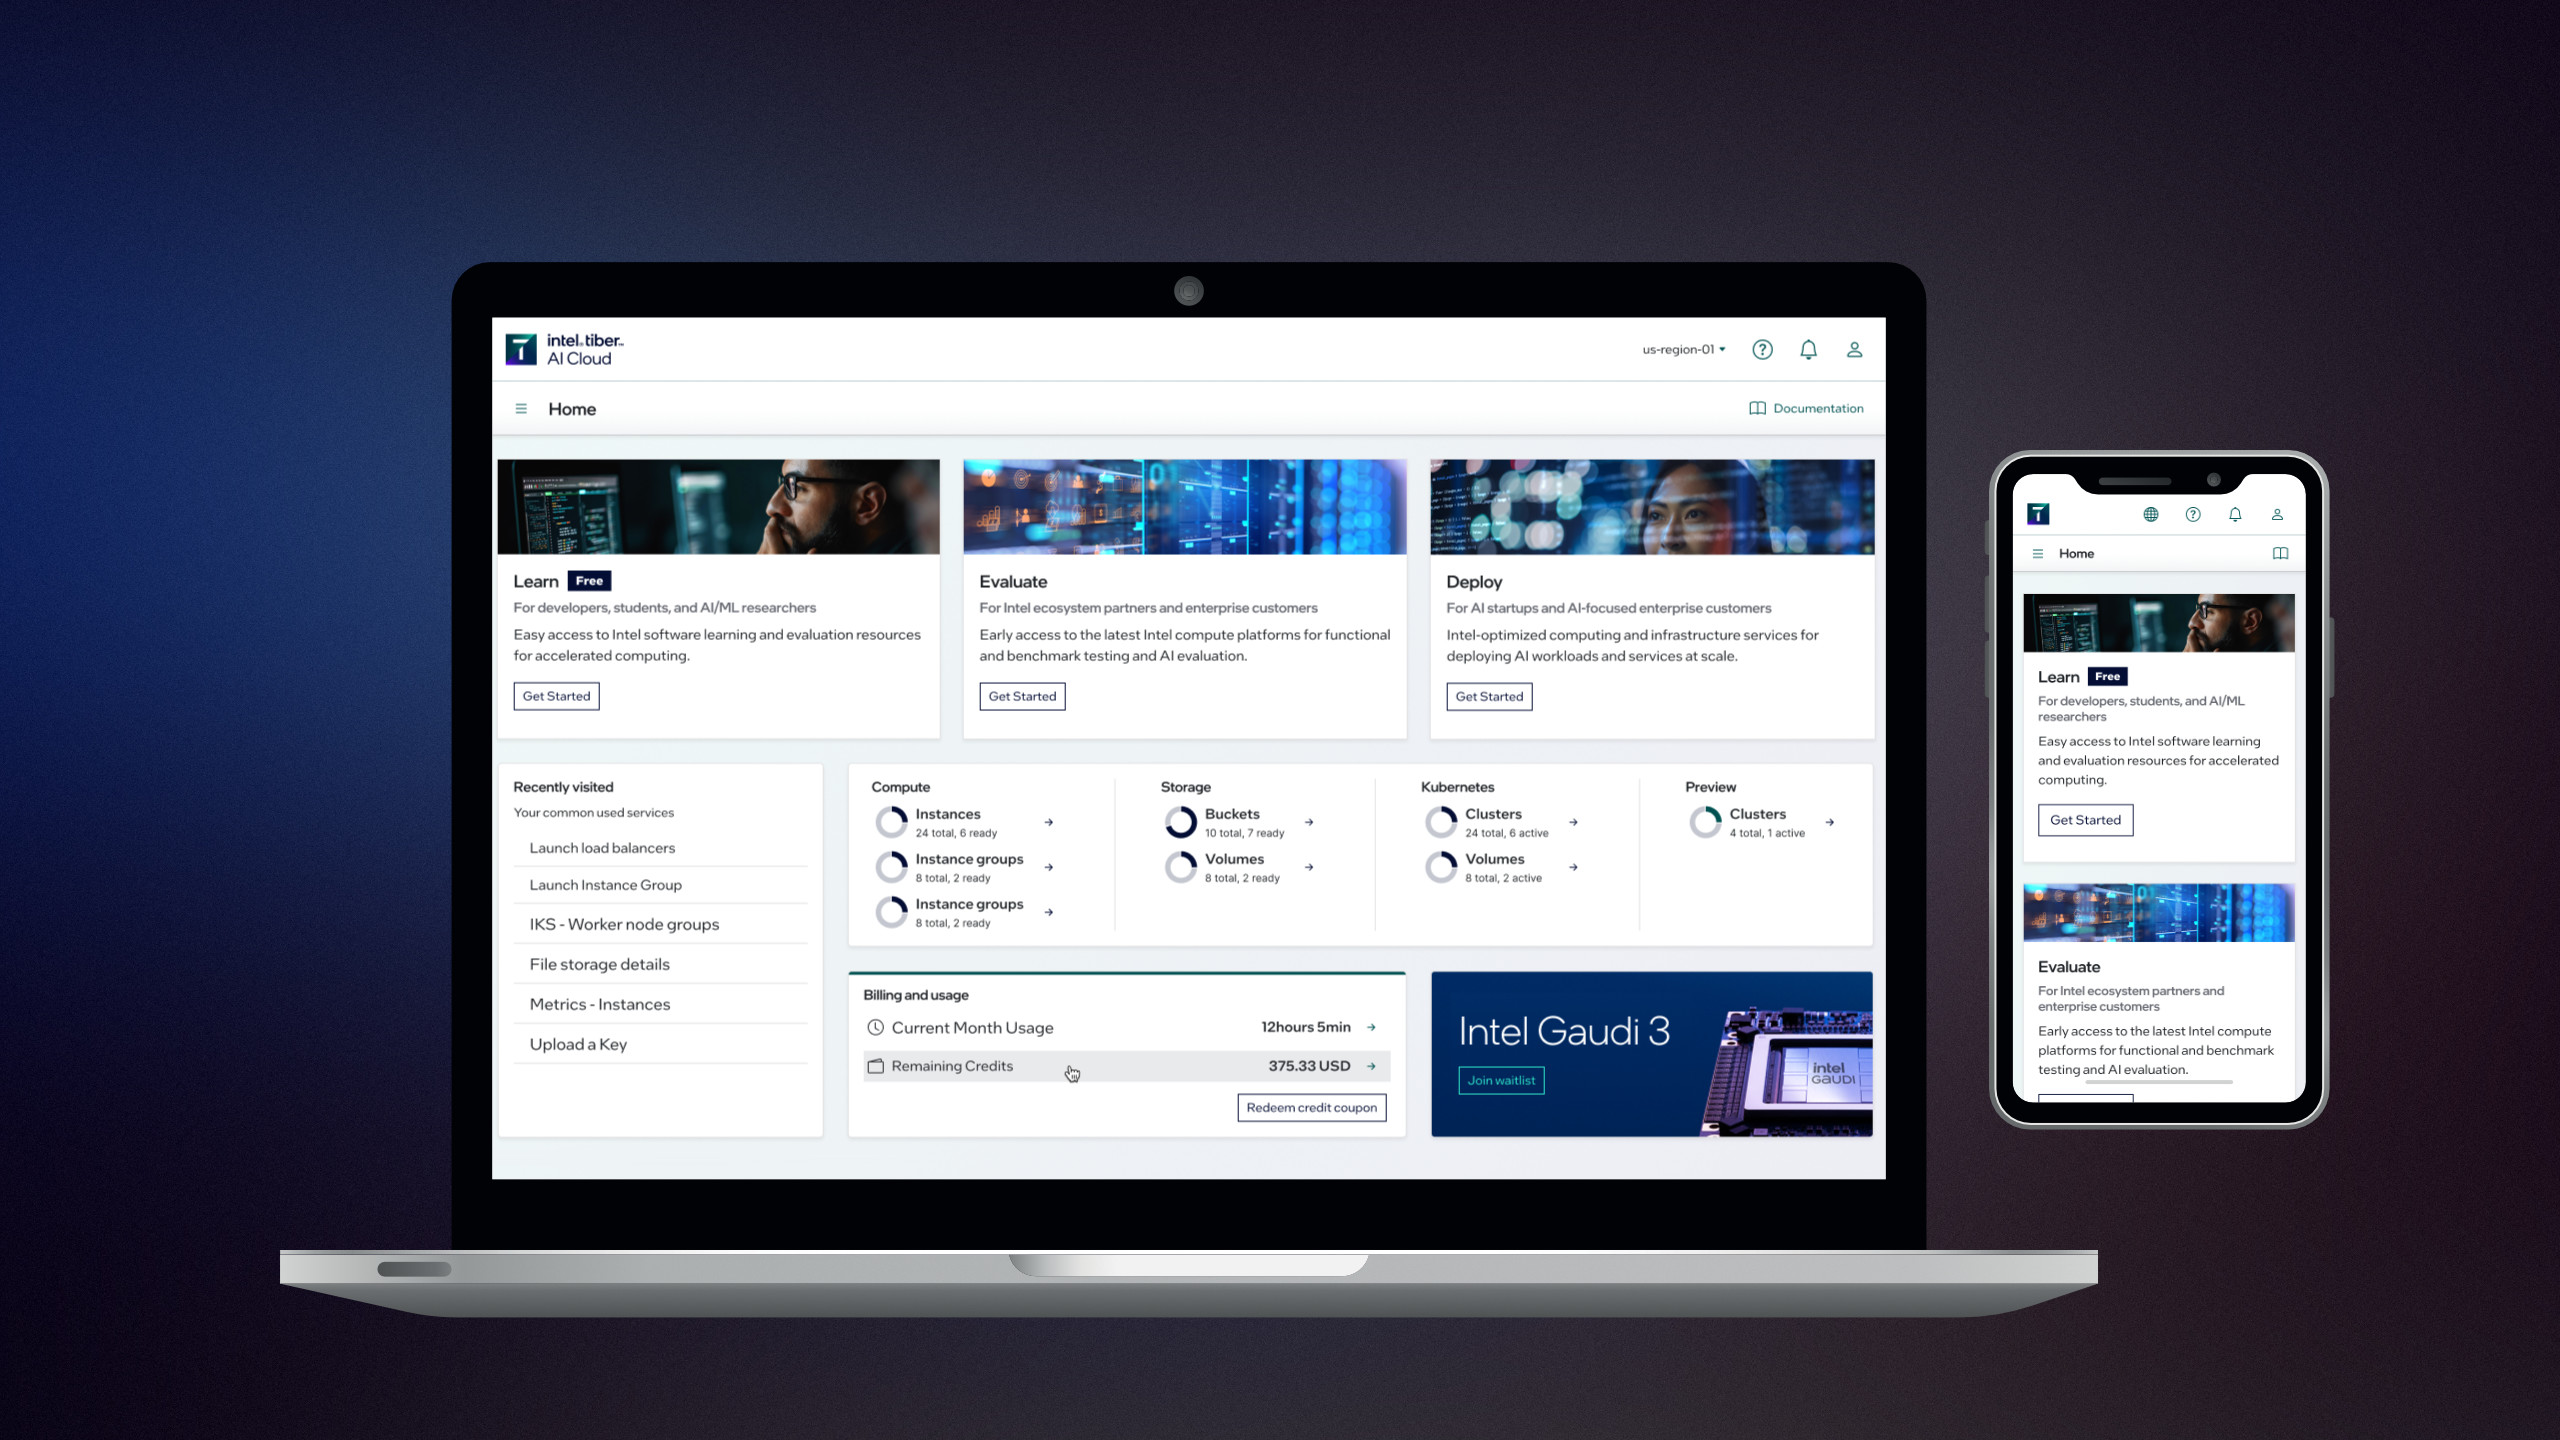 intel. tiber™
AI Cloud
us-region-01
Home
Documentation
Learn Free
For developers, students, and AI/ML researchers
Easy access to Intel software learning and evaluation resources
for accelerated computing.
Get Started
Evaluate
For Intel ecosystem partners and enterprise customers
Early access to the latest Intel compute platforms for functional
and benchmark testing and AI evaluation.
Get Started
Deploy
For AI startups and AI-focused enterprise customers
Intel-optimized computing and infrastructure services for
deploying AI workloads and services at scale.
Get Started
Recently visited
Your common used services
Launch load balancers
Launch Instance Group
IKS - Worker node groups
File storage details
Metrics - Instances
Upload a Key
Compute
Instances
24 total, 6 ready
Instance groups
8 total, 2 ready
Instance groups
8 total, 2 ready
Storage
Buckets
10 total, 7 ready
Volumes
8 total, 2 ready
Kubernetes
Clusters
24 total, 6 active
Volumes
8 total, 2 active
Preview
Clusters
4 total, 1 active
Billing and usage
Current Month Usage 12hours 5min
Remaining Credits 375.33 USD
Redeem credit coupon
Intel Gaudi 3
Join waitlist
intel
GAUDI
Home
Learn Free
For developers, students, and AI/ML
researchers
Easy access to Intel software learning
and evaluation resources for accelerated
computing.
Get Started
Evaluate
For Intel ecosystem partners and
enterprise customers
Early access to the latest Intel compute
platforms for functional and benchmark
testing and AI evaluation.